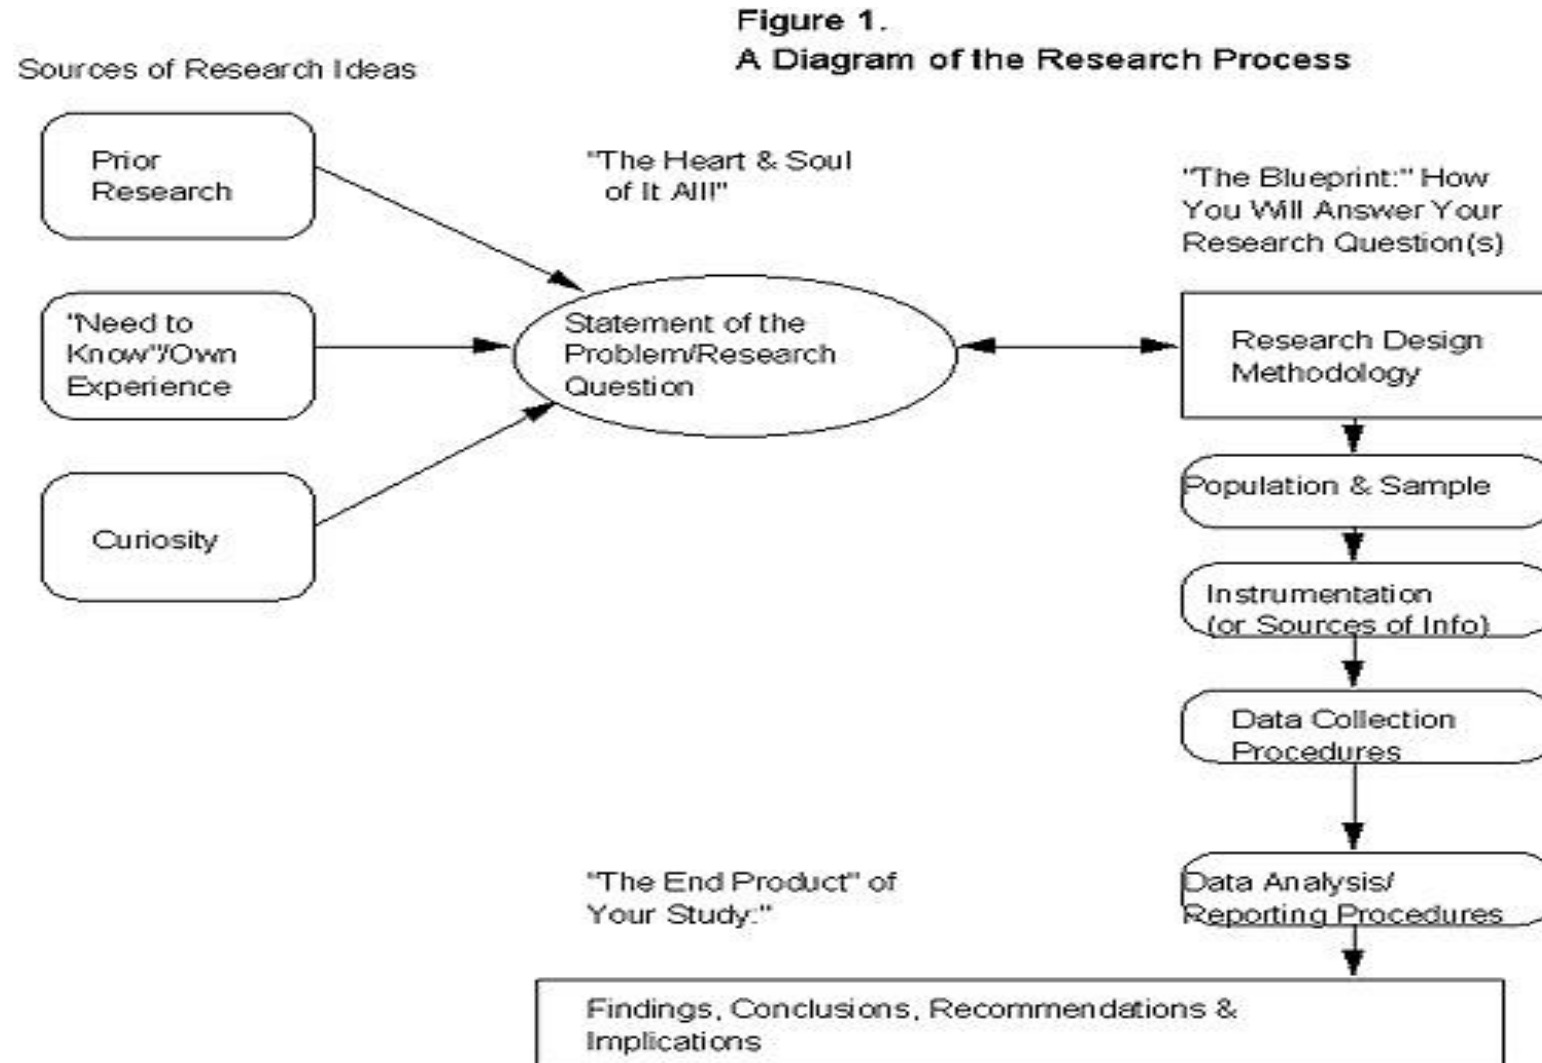 Figure 1.
A Diagram of the Research Process
Sources of Research Ideas
Prior
Research
"Need to
Know"/Own
Experience
Curiosity
"The Heart & Soul
of It All!"
Statement of the
Problem/Research
Question
"The Blueprint:" How
You Will Answer Your
Research Question(s)
Research Design
Methodology
Population & Sample
Instrumentation
(or Sources of Info)
Data Collection
Procedures
Data Analysis/
Reporting Procedures
"The End Product" of
Your Study:"
Findings, Conclusions, Recommendations &
Implications